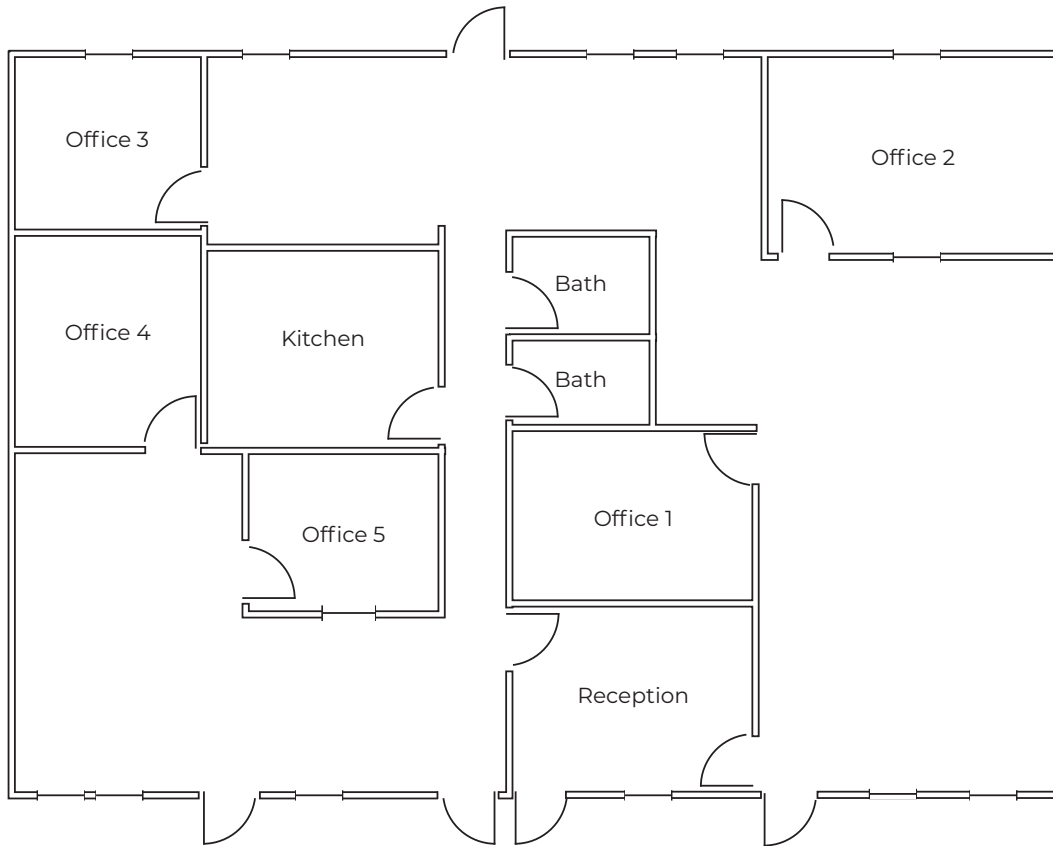 Office 3
Office 2
Bath
Office 4
Kitchen
Bath
Office 1
Office 5
Reception